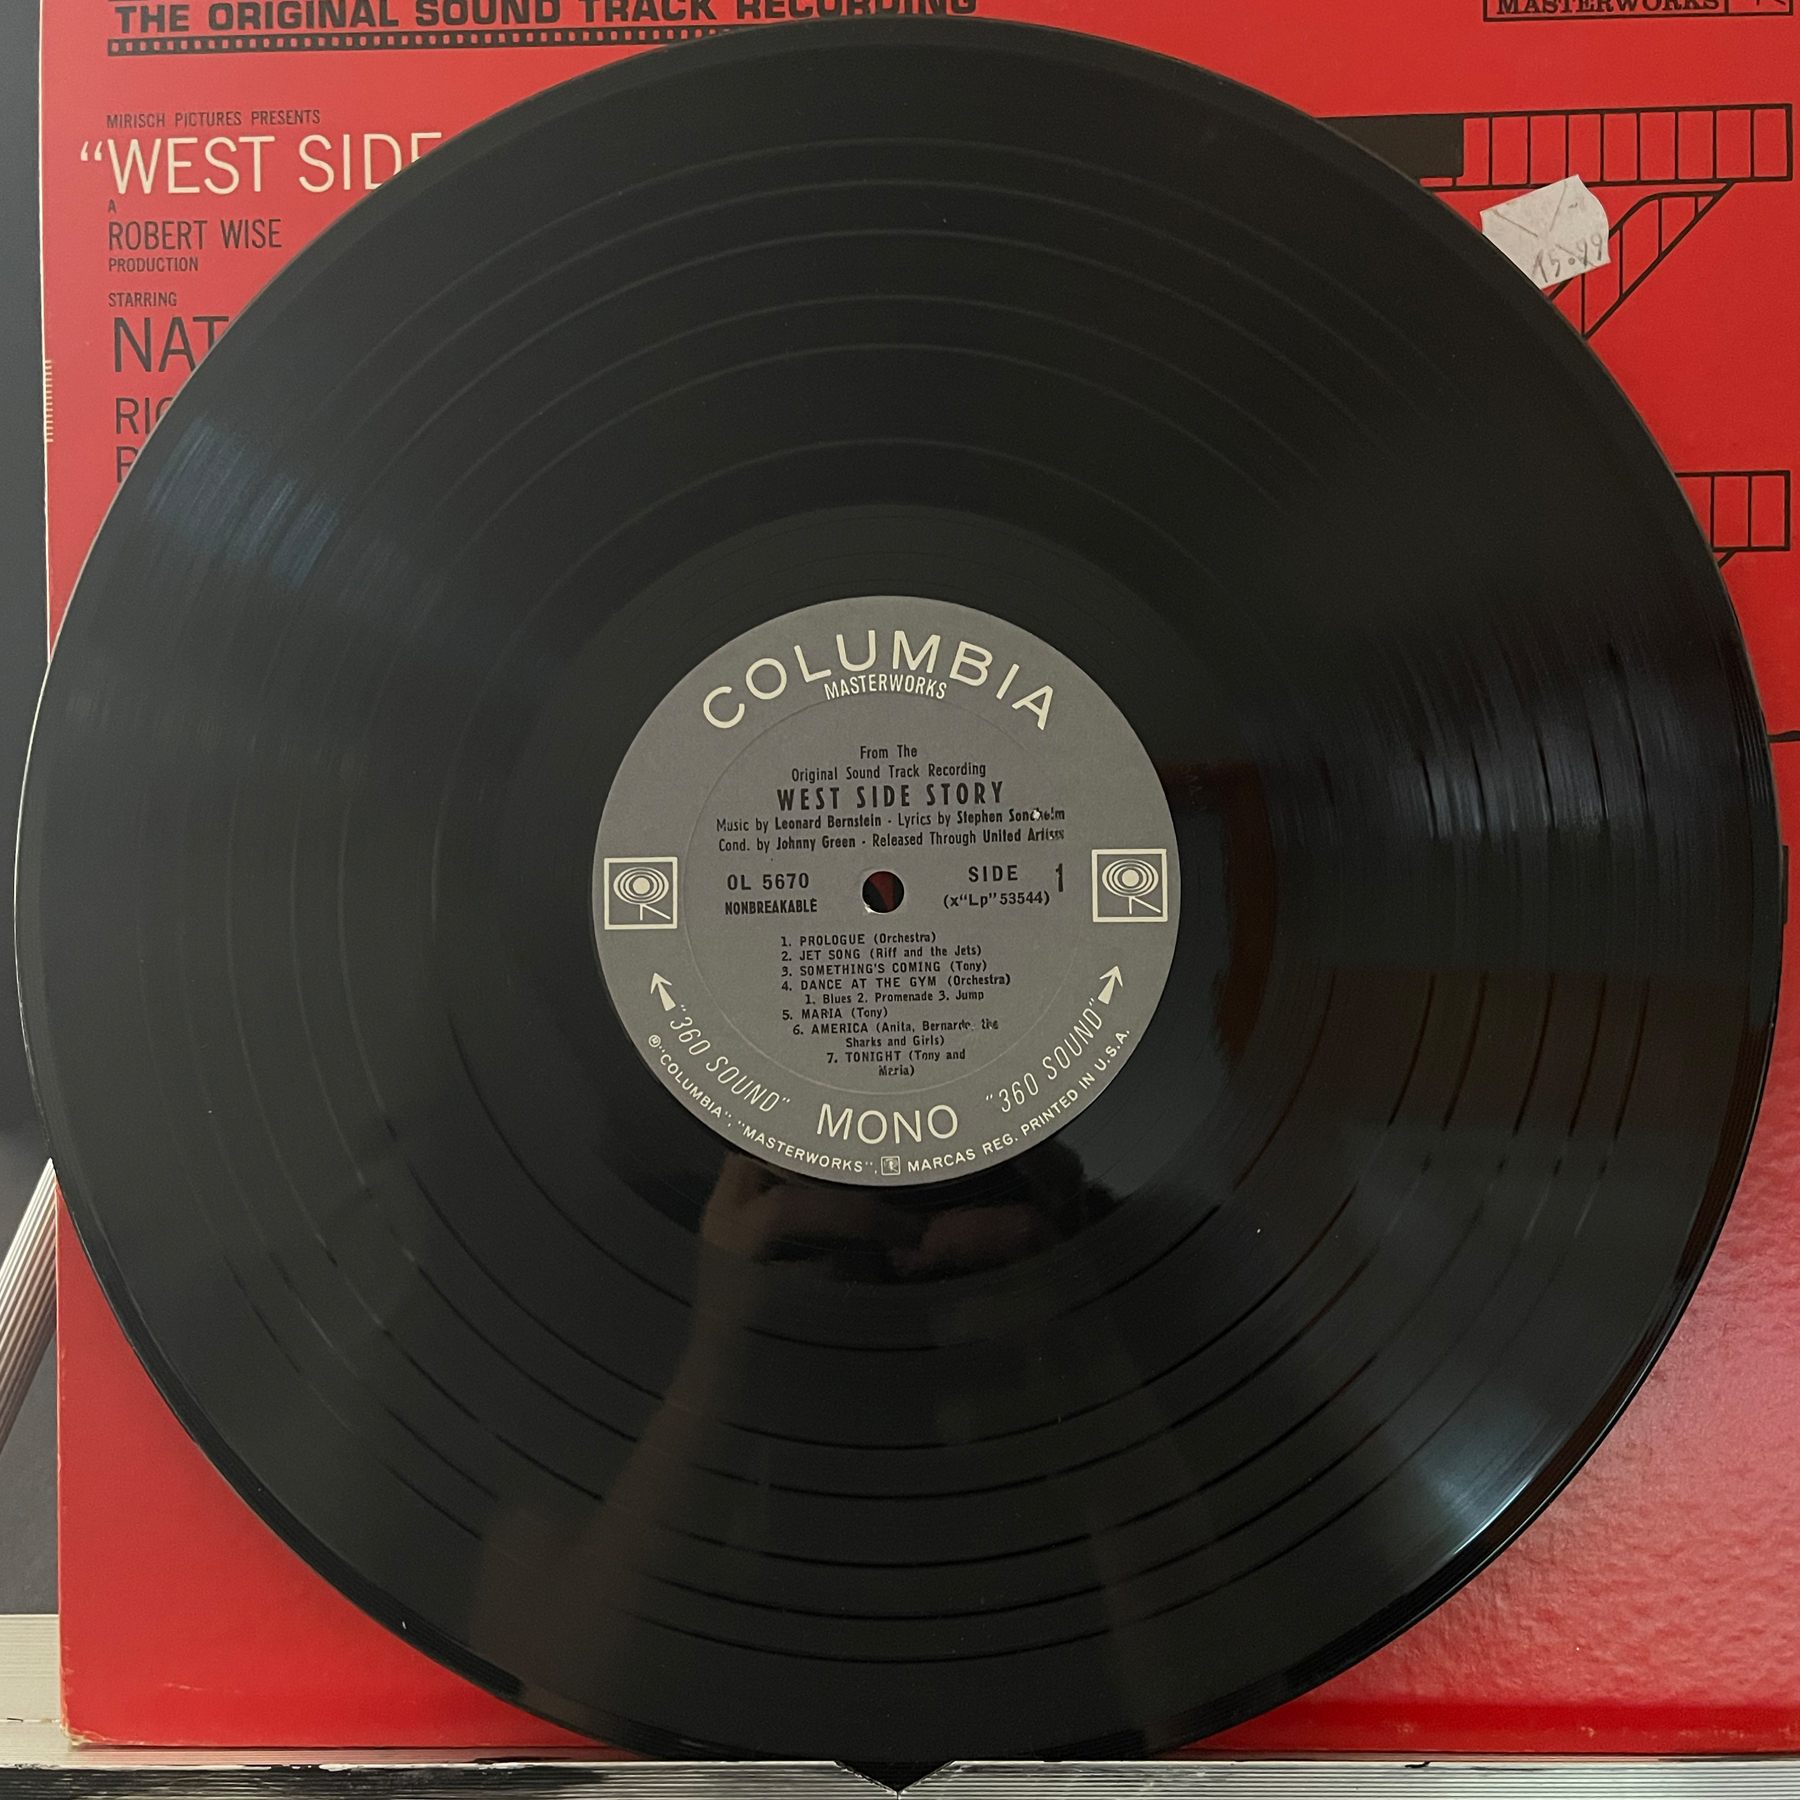 THE ORIGINAL SOUND TRACK RECORDING
MASTERWORKS
MIRISCH PICTURES PRESENTS
"WEST SIDE
A
ROBERT WISE
PRODUCTION
STARRING
NAT
RIC
15.99
COLUMBIA
MASTERWORKS
From The
Original Sound Track Recording
WEST SIDE STORY
Music by Leonard Bernstein - Lyrics by Stephen Sondheim
Cond. by Johnny Green - Released Through United Artists
OL 5670
NONBREAKABLE
SIDE 1
(x"Lp" 53544)
1. PROLOGUE (Orchestra)
2. JET SONG (Riff and the Jets)
3. SOMETHING'S COMING (Tony)
4. DANCE AT THE GYM (Orchestra)
1. Blues 2. Promenade 3. Jump
5. MARIA (Tony)
6. AMERICA (Anita, Bernardo, the
Sharks and Girls)
7. TONIGHT (Tony and
Maria)
"360 SOUND" MONO "360 SOUND"
Ⓡ "COLUMBIA", "MASTERWORKS", MARCAS REG. PRINTED IN U.S.A.